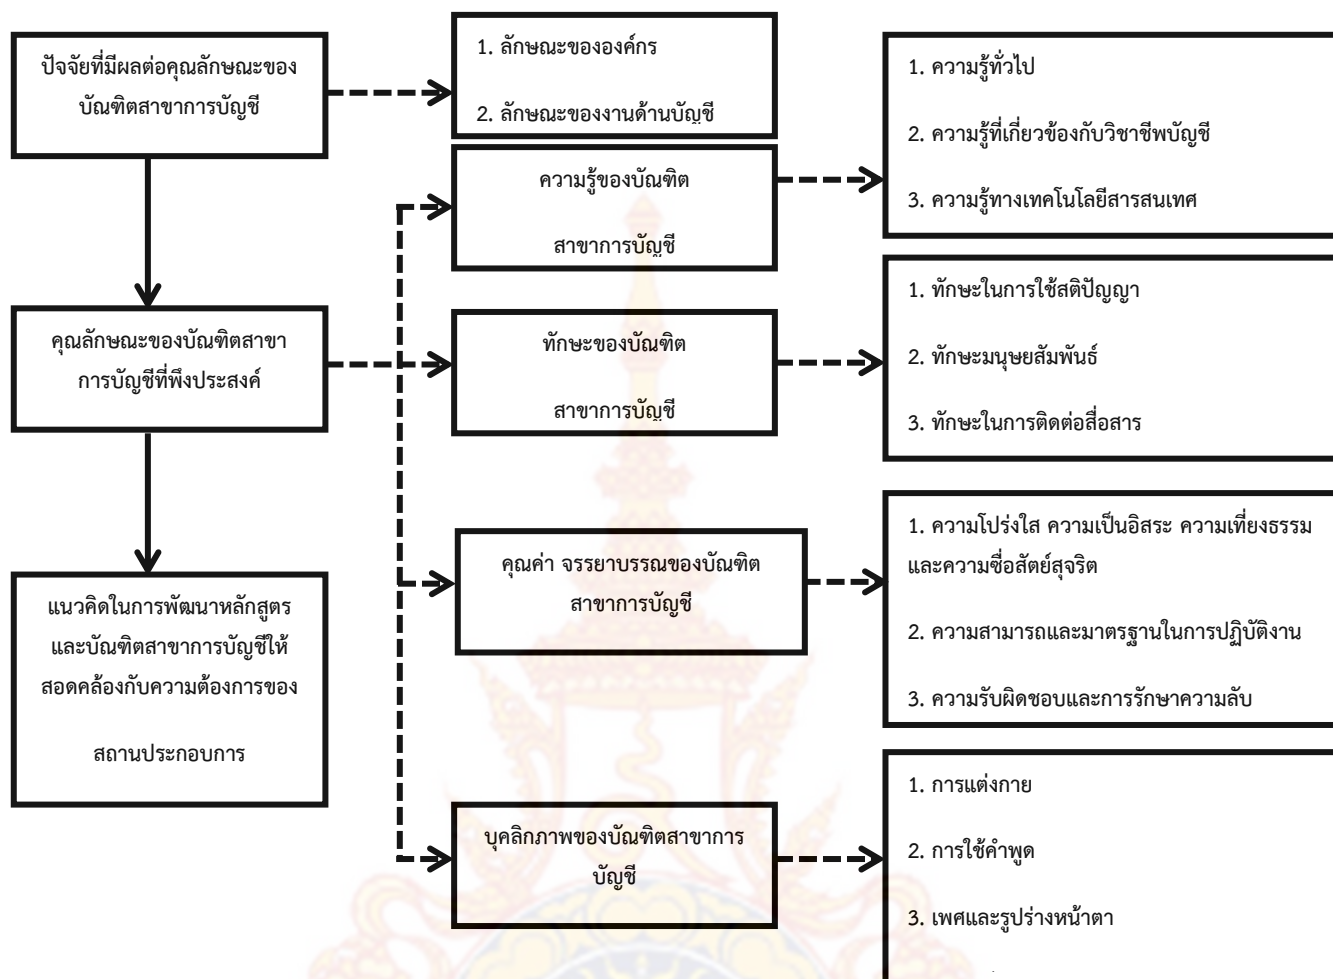 ปัจจัยที่มีผลต่อคุณลักษณะของ
บัณฑิตสาขาการบัญชี
1. ลักษณะขององค์กร
2. ลักษณะของงานด้านบัญชี
ความรู้ของบัณฑิต
สาขาการบัญชี
1. ความรู้ทั่วไป
2. ความรู้ที่เกี่ยวข้องกับวิชาชีพบัญชี
3. ความรู้ทางเทคโนโลยีสารสนเทศ
คุณลักษณะของบัณฑิตสาขา
การบัญชีที่พึงประสงค์
ทักษะของบัณฑิต
สาขาการบัญชี
1. ทักษะในการใช้สติปัญญา
2. ทักษะมนุษยสัมพันธ์
3. ทักษะในการติดต่อสื่อสาร
แนวคิดในการพัฒนาหลักสูตร
และบัณฑิตสาขาการบัญชีให้
สอดคล้องกับความต้องการของ
สถานประกอบการ
คุณค่า จรรยาบรรณของบัณฑิต
สาขาการบัญชี
1. ความโปร่งใส ความเป็นอิสระ ความเที่ยงธรรม
และความซื่อสัตย์สุจริต
2. ความสามารถและมาตรฐานในการปฏิบัติงาน
3. ความรับผิดชอบและการรักษาความลับ
บุคลิกภาพของบัณฑิตสาขาการ
บัญชี
1. การแต่งกาย
2. การใช้คำพูด
3. เพศและรูปร่างหน้าตา